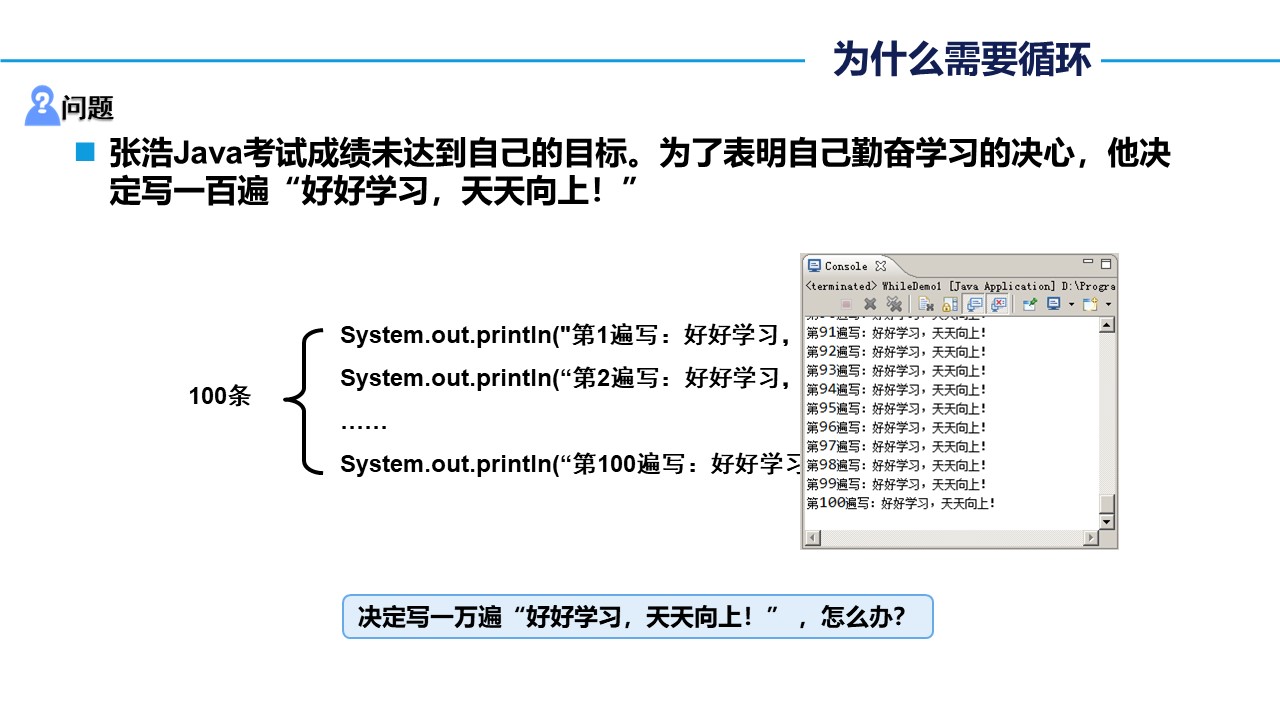 为什么需要循环
问题
张浩Java考试成绩未达到自己的目标。为了表明自己勤奋学习的决心，他决
定写一百遍“好好学习，天天向上！”
100条
System.out.println("第1遍写：好好学习，
System.out.println(“第2遍写：好好学习，
……
System.out.println(“第100遍写：好好学习
Console
<terminated> WhileDemo1 [Java Application] D:\Progra
第91遍写：好好学习，天天向上!
第92遍写：好好学习，天天向上!
第93遍写：好好学习，天天向上!
第94遍写：好好学习，天天向上!
第95遍写：好好学习，天天向上!
第96遍写：好好学习，天天向上!
第97遍写：好好学习，天天向上!
第98遍写：好好学习，天天向上!
第99遍写：好好学习，天天向上!
第100遍写：好好学习，天天向上!
决定写一万遍“好好学习，天天向上！”，怎么办？